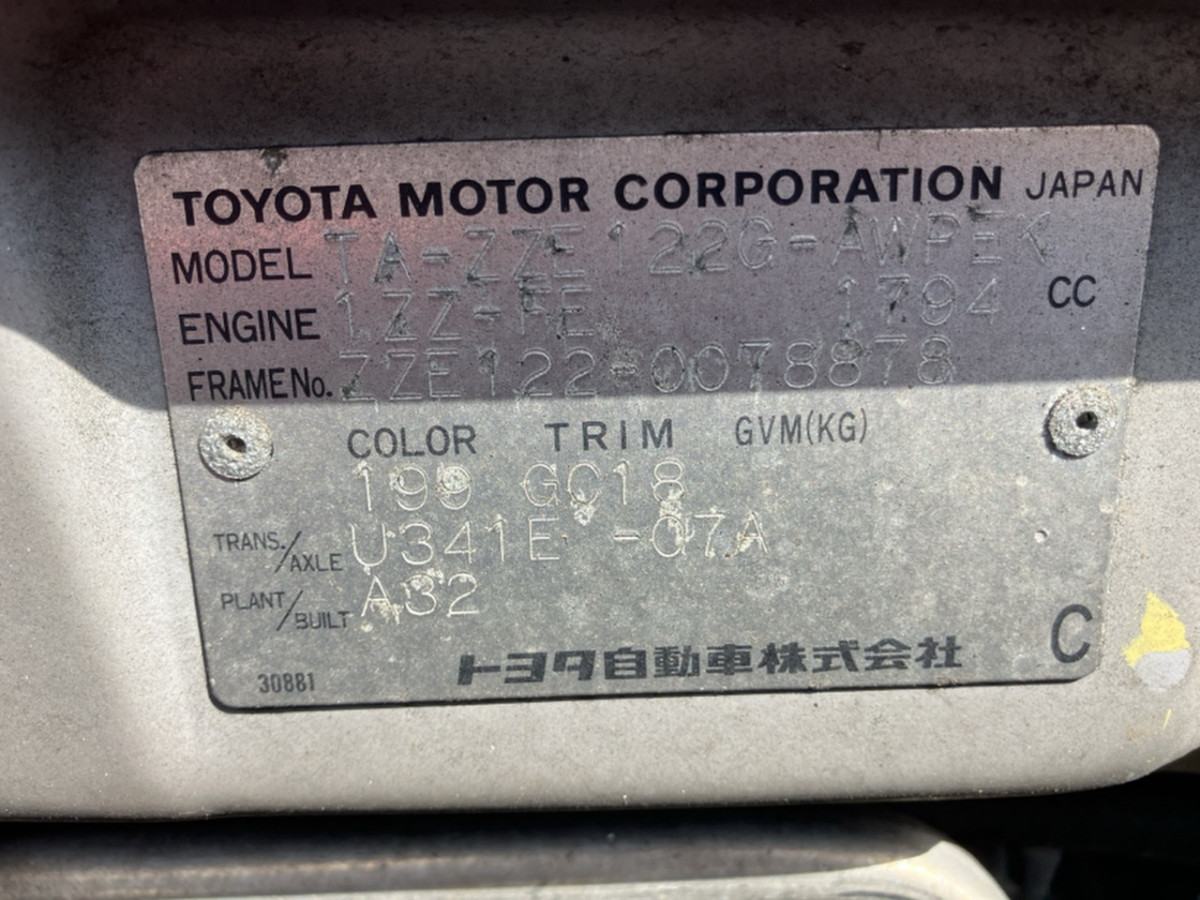 TOYOTA MOTOR CORPORATION JAPAN
MODEL TA-ZZE122G-AWPEK
ENGINE 1ZZ-FE 1794 CC
FRAME No. ZZE122-0078878
COLOR TRIM GVM(KG)
199 GC18
TRANS./AXLE U341E -07A
PLANT/BUILT A32
トヨタ自動車株式会社 C
30881